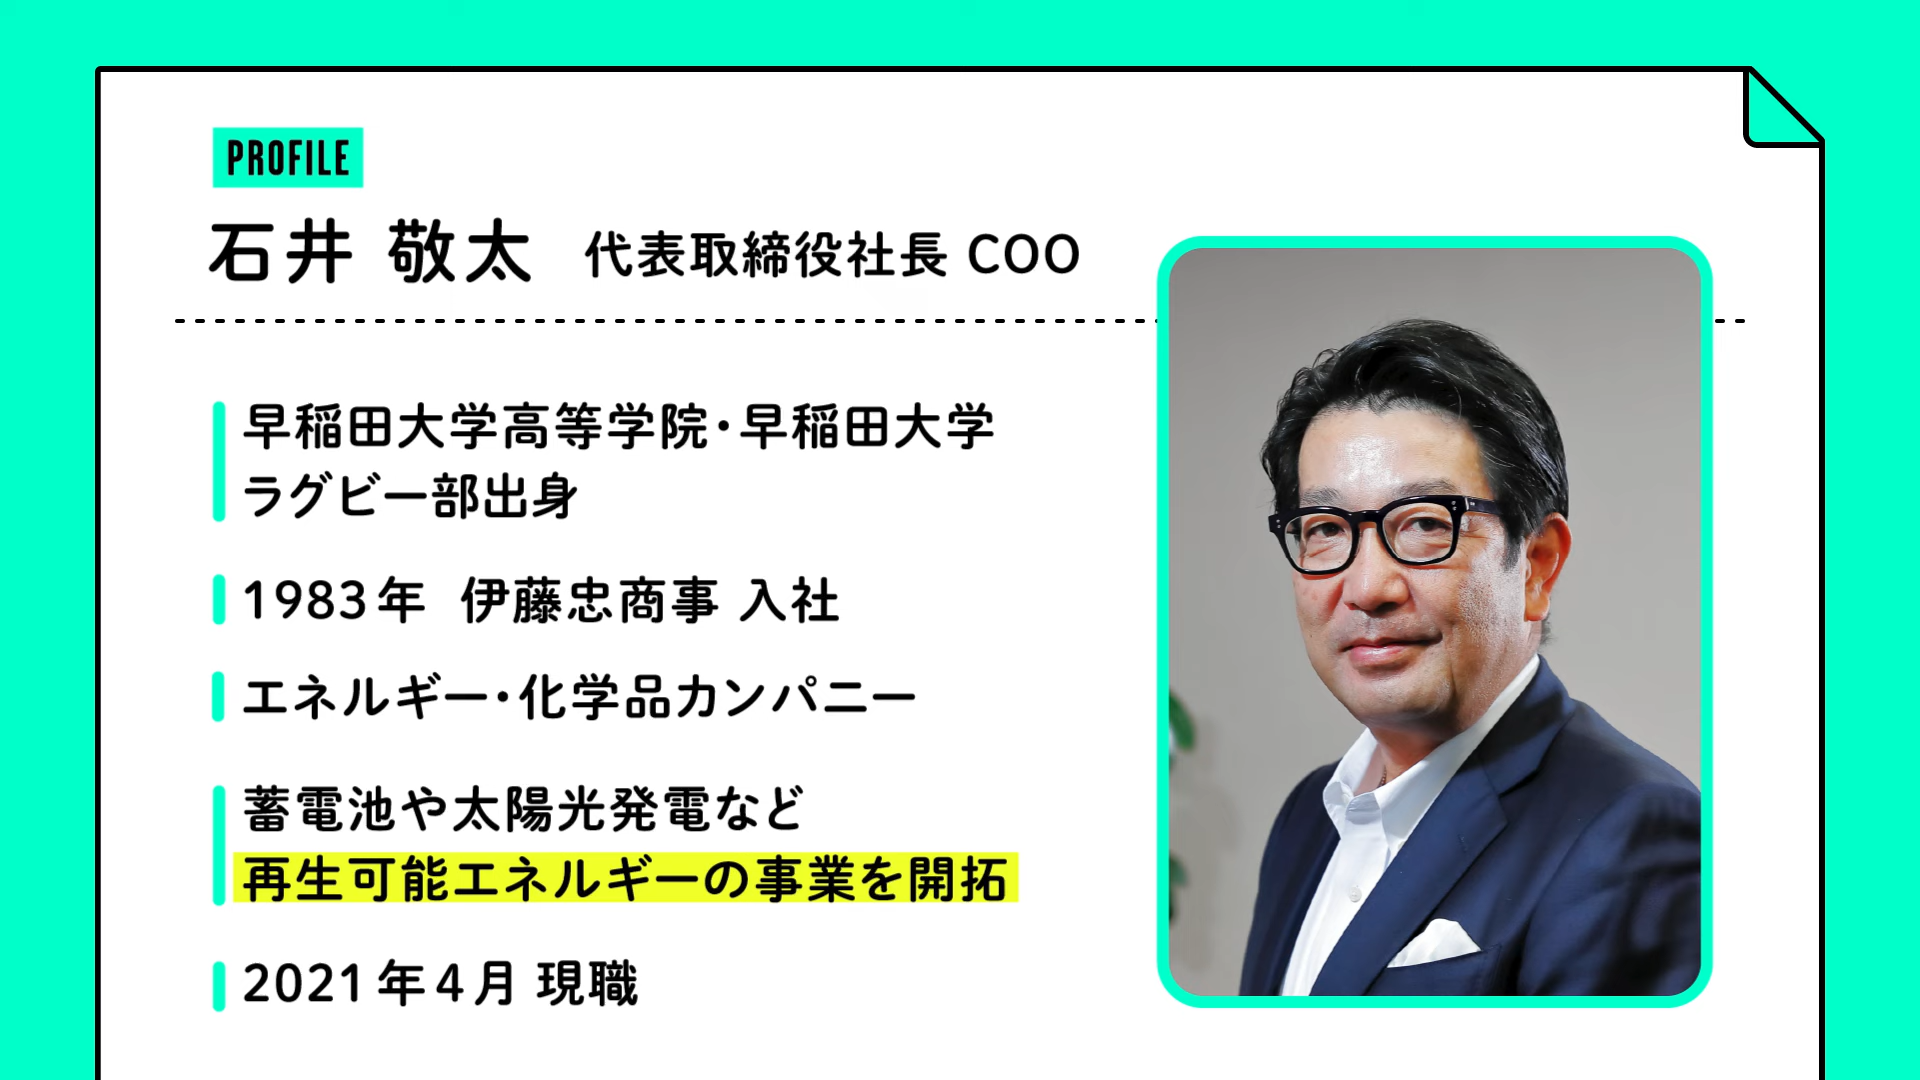 PROFILE
石井 敬太 代表取締役社長 COO
早稲田大学高等学院・早稲田大学
ラグビー部出身
1983年 伊藤忠商事 入社
エネルギー・化学品カンパニー
蓄電池や太陽光発電など
再生可能エネルギーの事業を開拓
2021年4月 現職